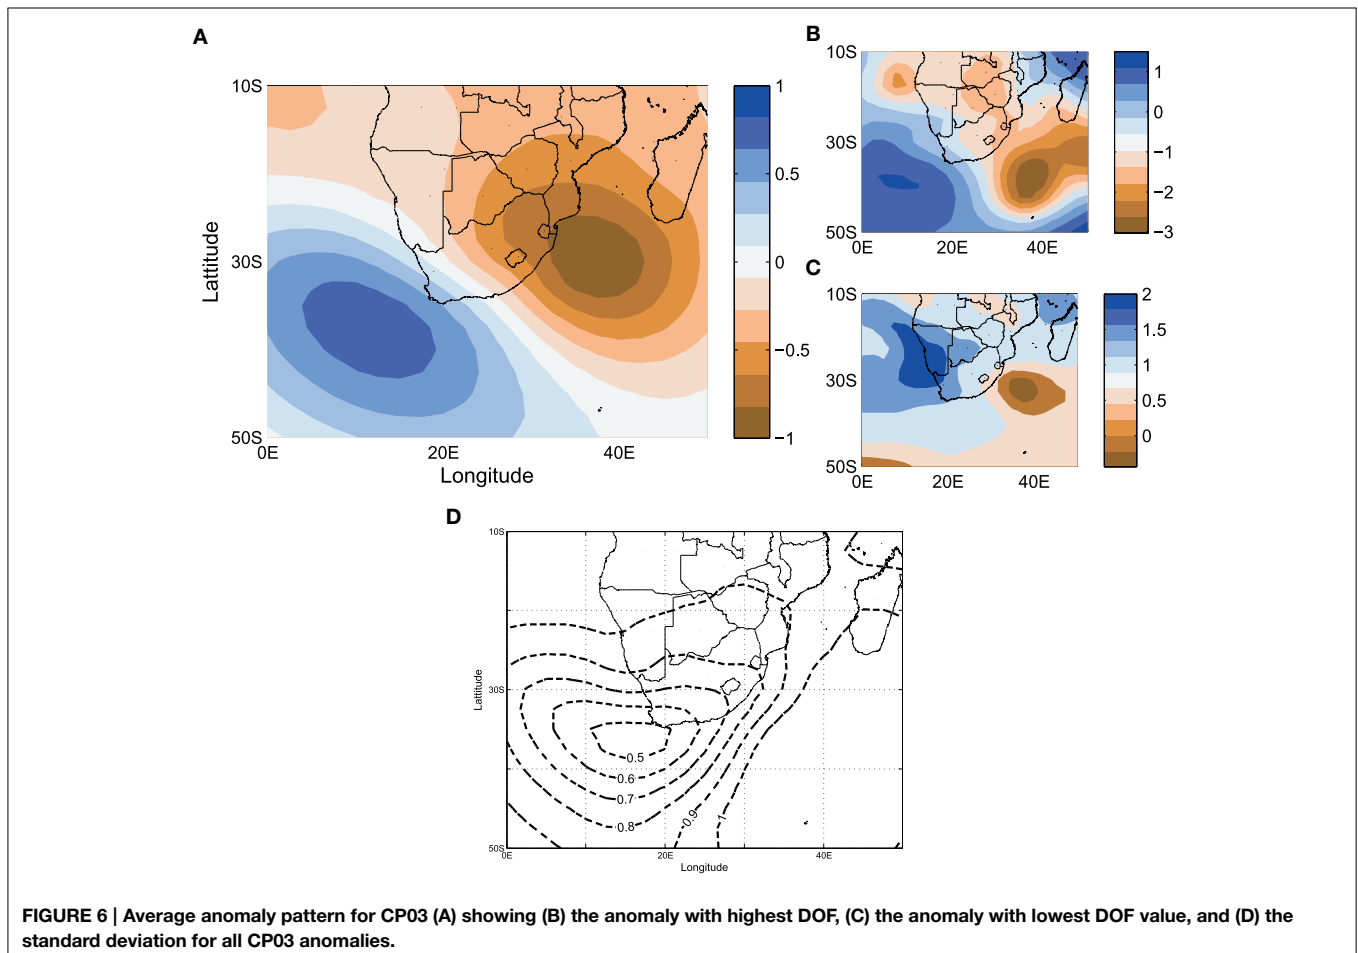 A
10S
30S
50S
0E
20E
40E
Longitude
Lattitude
1
0.5
0
−0.5
−1
B
10S
30S
50S
0E
20E
40E
1
0
−1
−2
−3
C
10S
30S
50S
0E
20E
40E
2
1.5
1
0.5
0
D
10S
30S
50S
0E
20E
40E
Longitude
Lattitude
0.5
0.6
0.7
0.8
0.9
1
FIGURE 6 | Average anomaly pattern for CP03 (A) showing (B) the anomaly with highest DOF, (C) the anomaly with lowest DOF value, and (D) the
standard deviation for all CP03 anomalies.